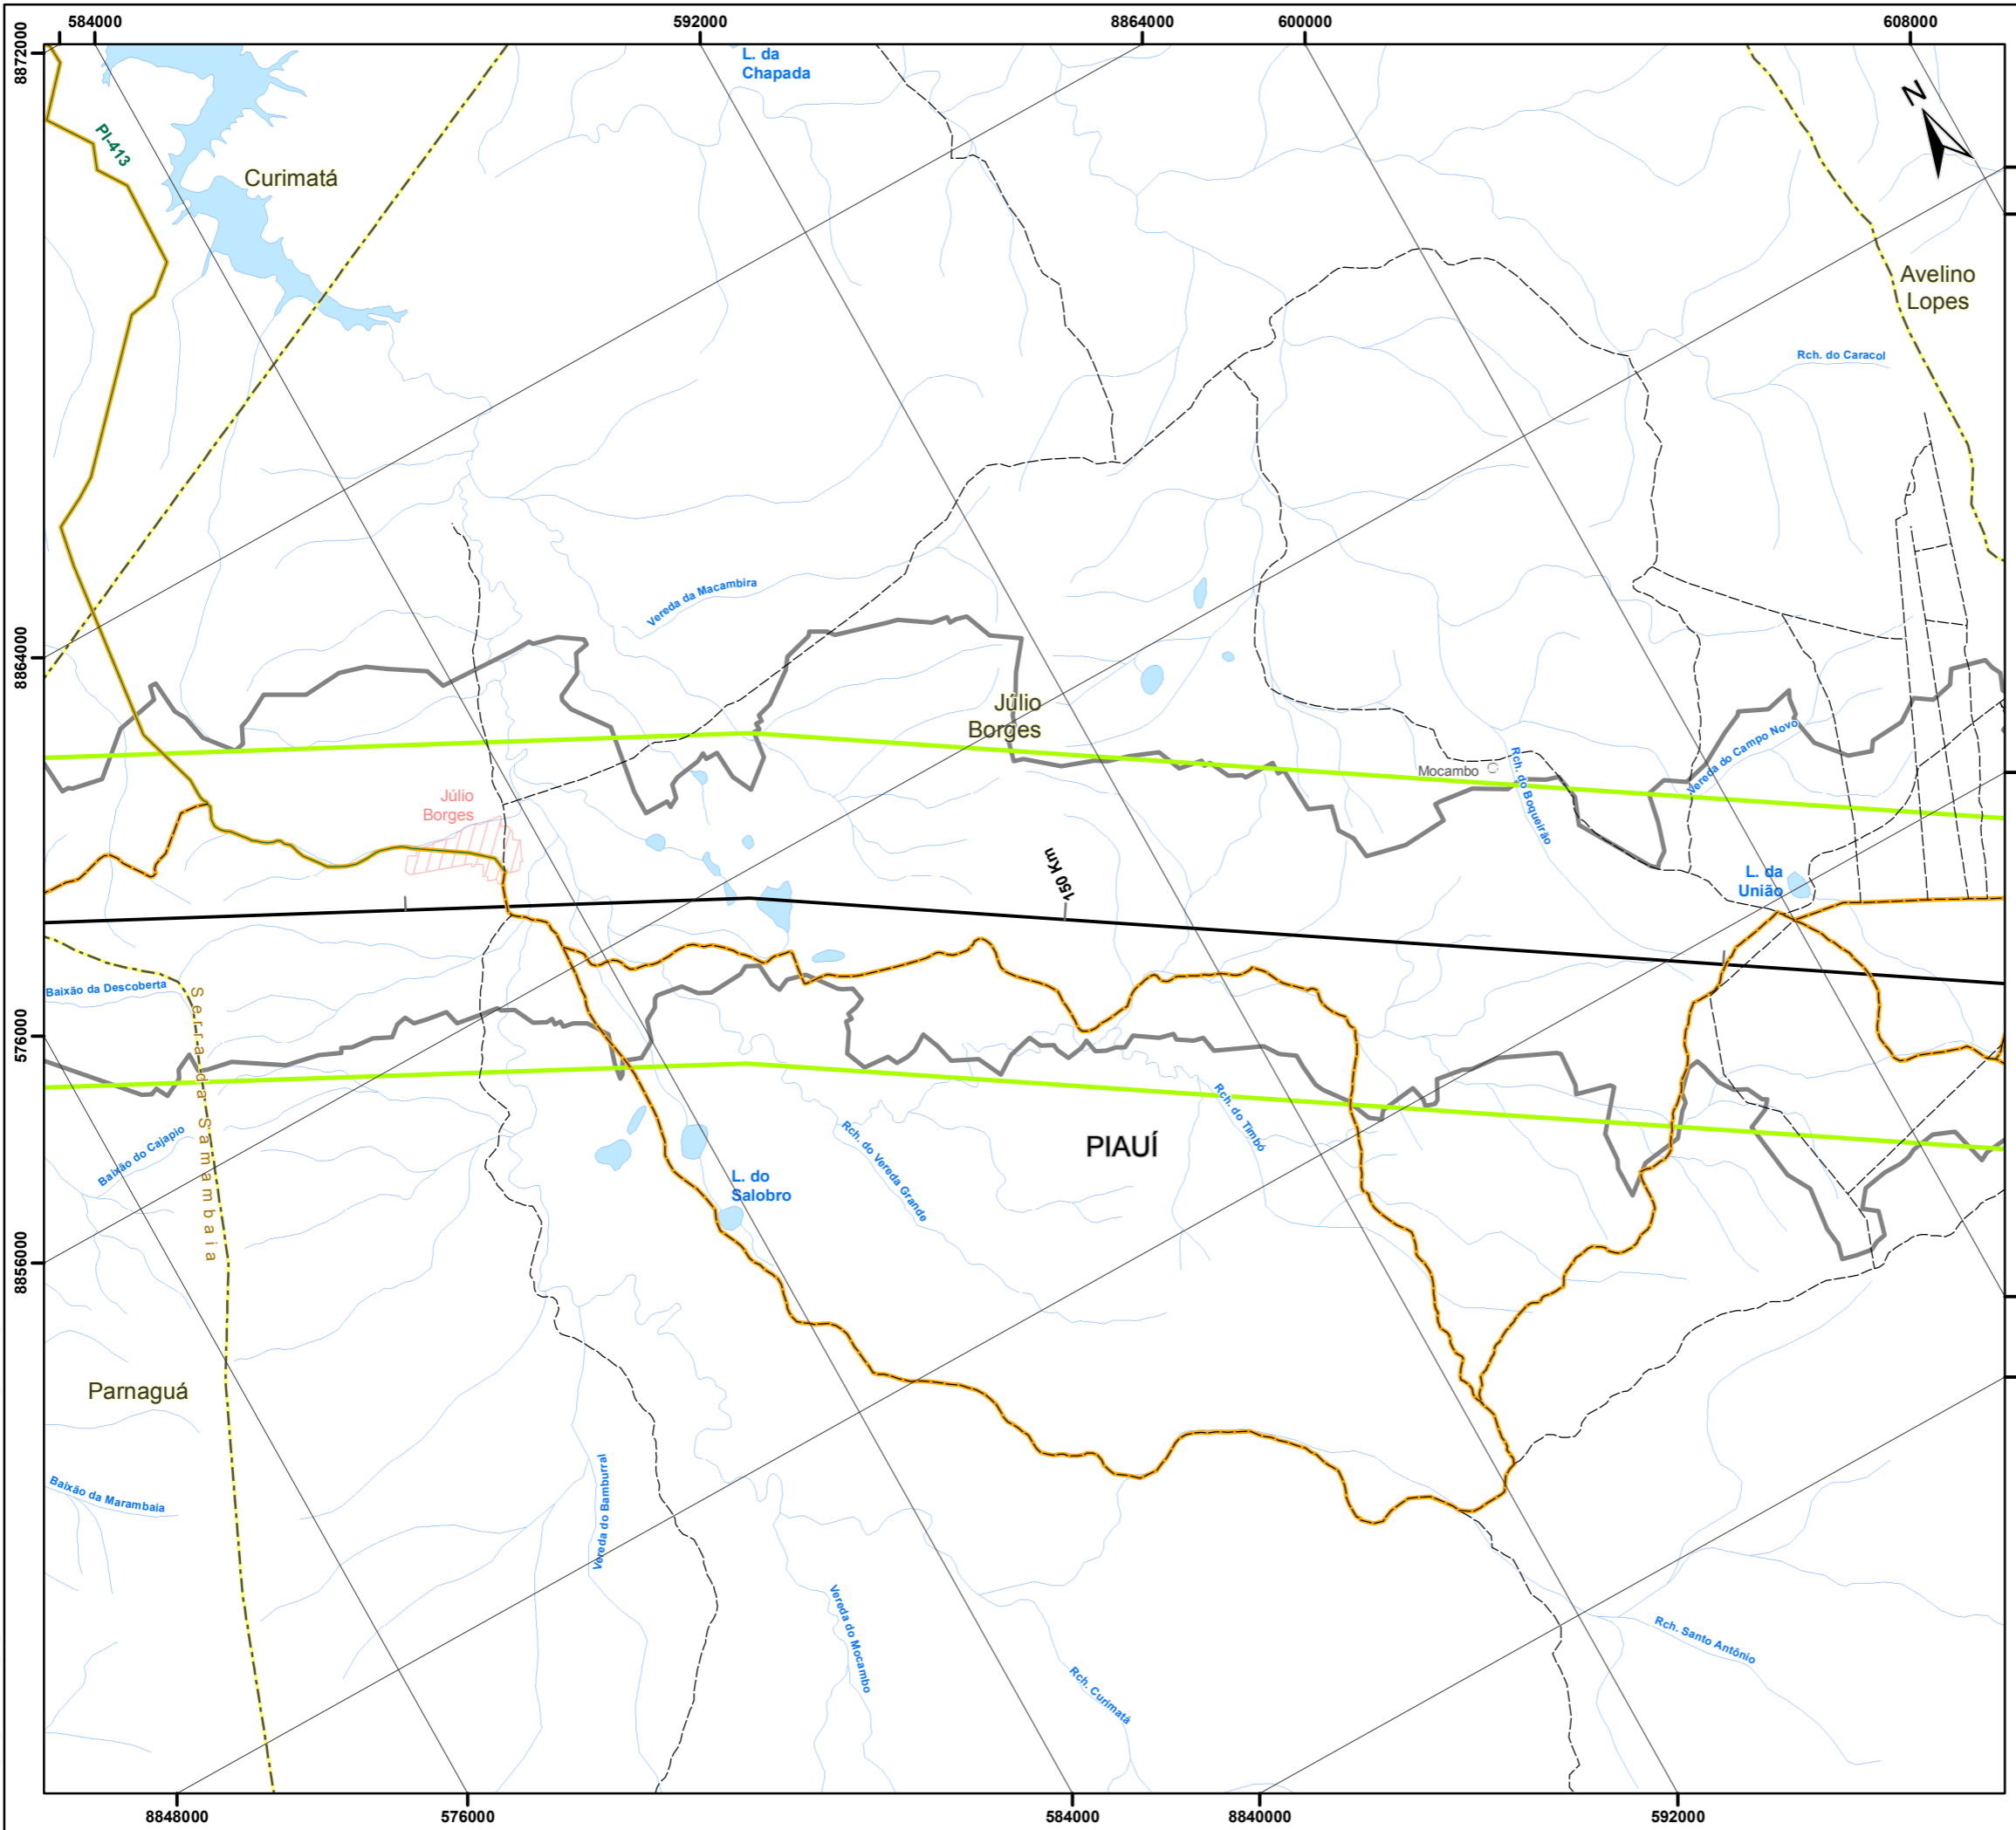 584000
592000
8864000
600000
608000
8872000
L. da
Chapada
N
PI-413
Curimatá
Avelino
Lopes
Rch. do Caracol
Vereda da Macambira
8864000
Júlio
Borges
Mocambo
Rch. do Boqueirão
Vereda do Campo Novo
Júlio
Borges
150 Km
L. da
União
Baixão da Descoberta
576000
Serra da Samambaia
Rch. do Timbó
Baixão do Cajapio
Rch. do Vereda Grande
PIAUÍ
L. do
Salobro
8856000
Parnaguá
Baixão da Marambaia
Vereda do Bamburral
Vereda do Mocambo
Rch. Santo Antônio
Rch. Curimatá
8848000
576000
584000
8840000
592000